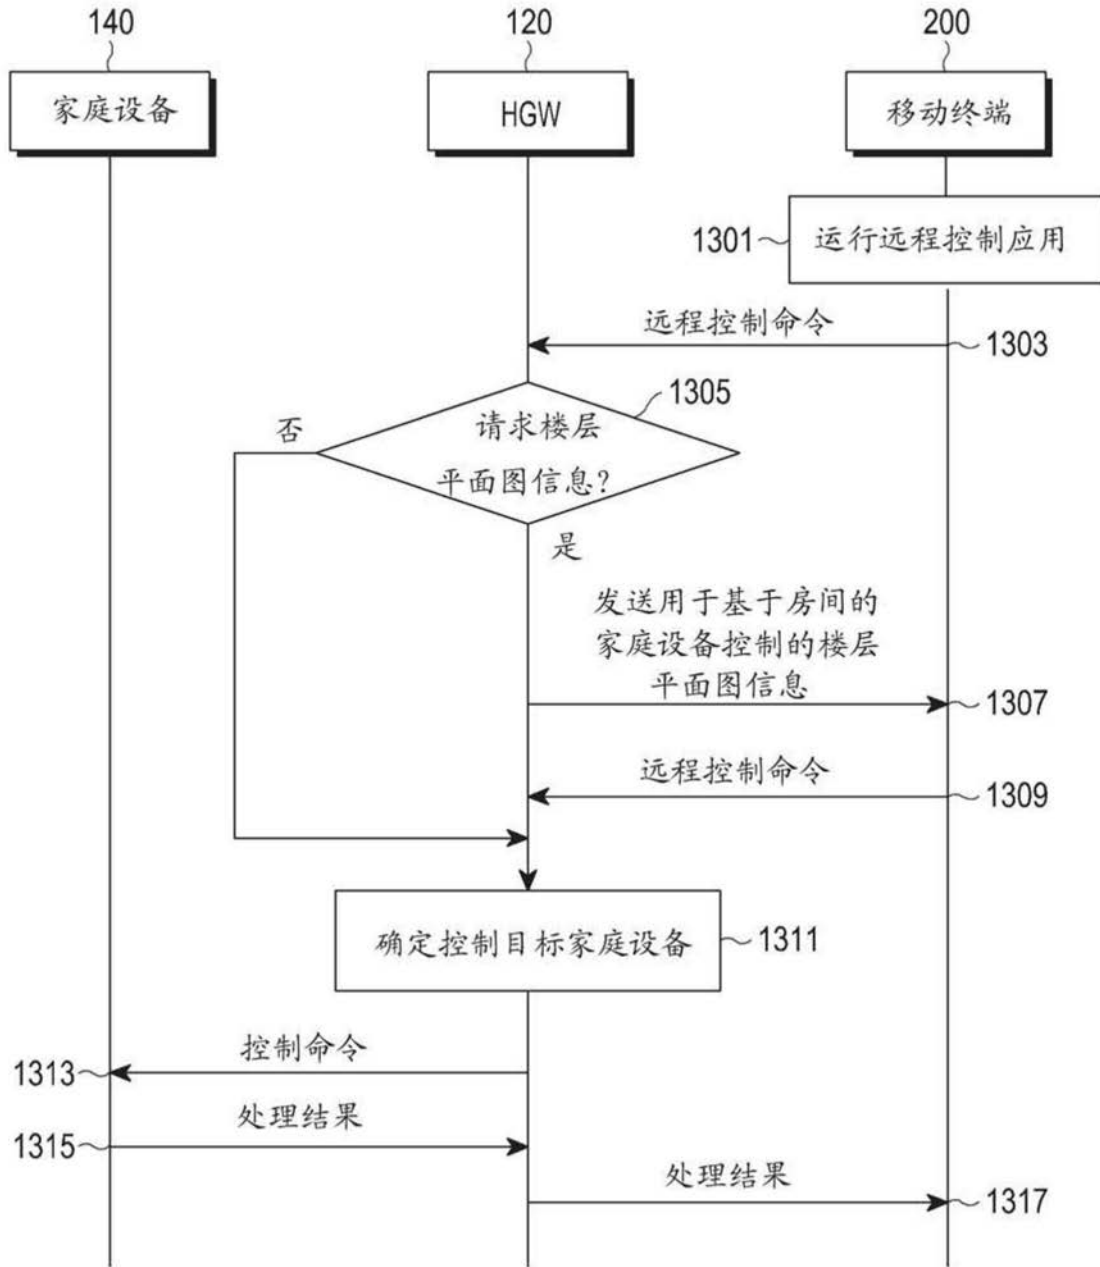 140
120
200
家庭设备
HGW
移动终端
1301
运行远程控制应用
远程控制命令
1303
1305
请求楼层
平面图信息?
否
是
发送用于基于房间的
家庭设备控制的楼层
平面图信息
1307
远程控制命令
1309
确定控制目标家庭设备
1311
控制命令
1313
处理结果
1315
处理结果
1317